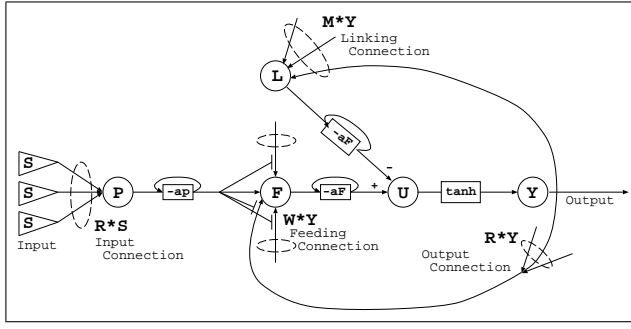 M*Y
Linking
Connection
L
-aF
-
S
S
S
P
-ap
F
-aF
+
U
tanh
Y
Output
R*S
Input
Input
Connection
W*Y
Feeding
Connection
R*Y
Output
Connection